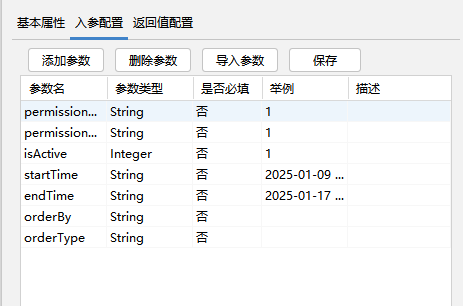 基本属性 入参配置 返回值配置
添加参数 删除参数 导入参数 保存
参数名 参数类型 是否必填 举例 描述
permission... String 否 1
permission... String 否 1
isActive Integer 否 1
startTime String 否 2025-01-09 ...
endTime String 否 2025-01-17 ...
orderBy String 否
orderType String 否